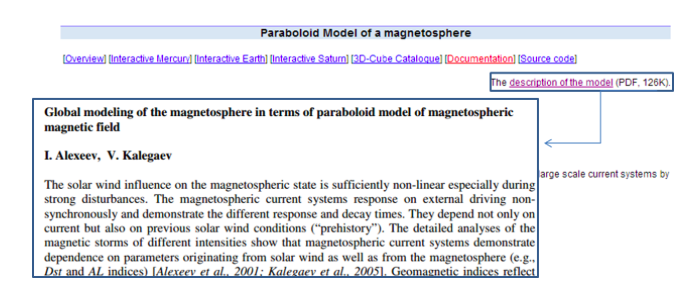 Paraboloid Model of a magnetosphere
[Overview] [Interactive Mercury] [Interactive Earth] [Interactive Saturn] [3D-Cube Catalogue] [Documentation] [Source code]
The description of the model (PDF, 126K).
Global modeling of the magnetosphere in terms of paraboloid model of magnetospheric
magnetic field
I. Alexeev, V. Kalegaev
large scale current systems by
The solar wind influence on the magnetospheric state is sufficiently non-linear especially during
strong disturbances. The magnetospheric current systems response on external driving non-
synchronously and demonstrate the different response and decay times. They depend not only on
current but also on previous solar wind conditions (“prehistory”). The detailed analyses of the
magnetic storms of different intensities show that magnetospheric current systems demonstrate
dependence on parameters originating from solar wind as well as from the magnetosphere (e.g.,
Dst and AL indices) [Alexeev et al., 2001; Kalegaev et al., 2005]. Geomagnetic indices reflect